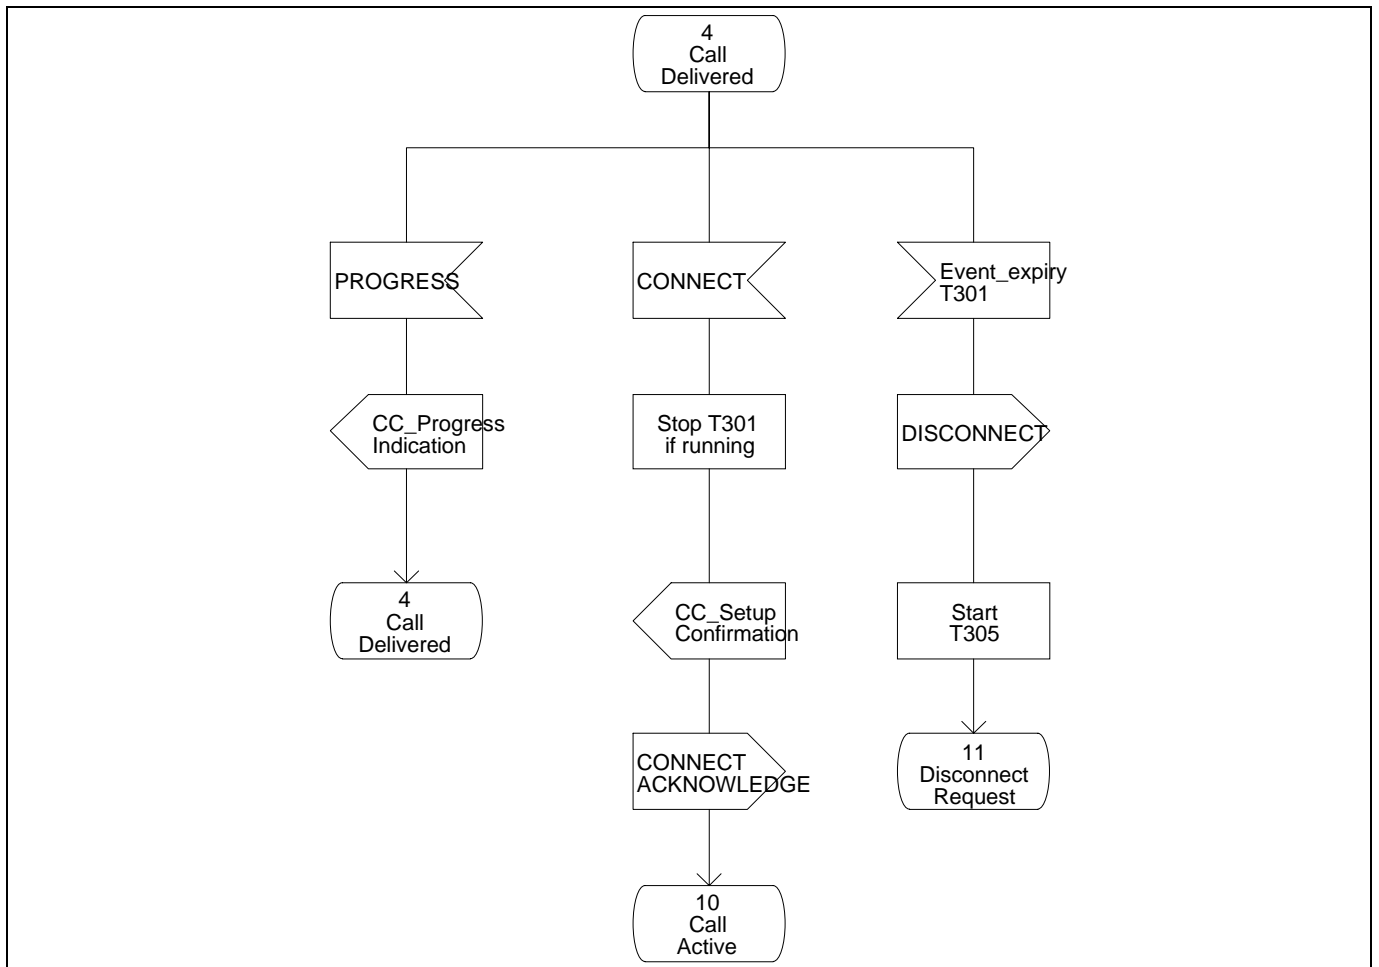 4
Call
Delivered
PROGRESS
CONNECT
Event_expiry
T301
CC_Progress
Indication
Stop T301
if running
DISCONNECT
4
Call
Delivered
CC_Setup
Confirmation
Start
T305
CONNECT
ACKNOWLEDGE
11
Disconnect
Request
10
Call
Active